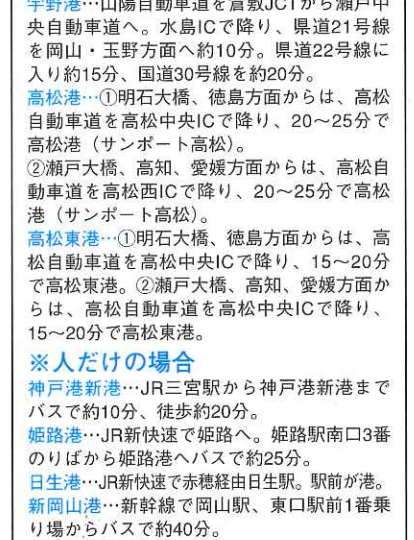 宇野港…山陽自動車道を倉敷JCTから瀬戸中
央自動車道へ。水島ICで降り、県道21号線
を岡山・玉野方面へ約10分。県道22号線に
入り約15分、国道30号線を約20分。
高松港…①明石大橋、徳島方面からは、高松
自動車道を高松中央ICで降り、20〜25分で
高松港（サンポート高松）。
②瀬戸大橋、高知、愛媛方面からは、高松自
動車道を高松西ICで降り、20〜25分で高松
港（サンポート高松）。
高松東港…①明石大橋、徳島方面からは、高
松自動車道を高松中央ICで降り、15〜20分
で高松東港。②瀬戸大橋、高知、愛媛方面か
らは、高松自動車道を高松中央ICで降り、
15〜20分で高松東港。
※人だけの場合
神戸港新港…JR三宮駅から神戸港新港まで
バスで約10分、徒歩約20分。
姫路港…JR新快速で姫路へ。姫路駅南口3番
のりばから姫路港へバスで約25分。
日生港…JR新快速で赤穂経由日生駅。駅前が港。
新岡山港…新幹線で岡山駅、東口駅前1番乗
り場からバスで約40分。